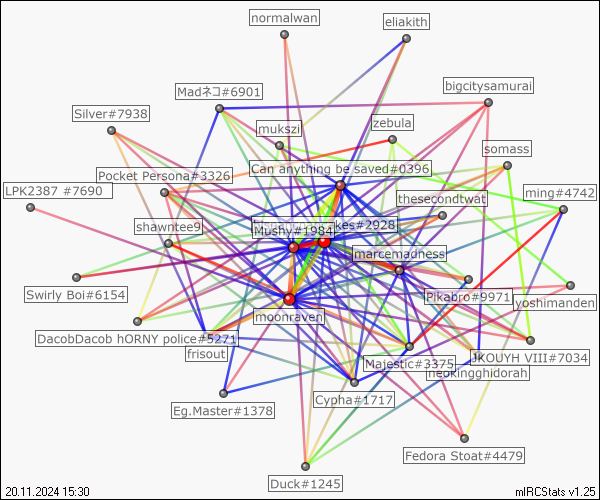 normalwan
eliakith
bigcitysamurai
Madネコ#6901
Silver#7938
mukszi
zebula
somass
Can anything be saved#0396
Pocket Persona#3326
LPK2387 #7690
thesecondtwat
ming#4742
shawntee9
kes#2928
Mushy#1984
marcemadness
Swirly Boi#6154
Pikabro#9971
yoshimanden
moonraven
DacobDacob hORNY police#5271
frisout
JKOUYH VIII#7034
Majestic#3375
neokingghidorah
Cypha#1717
Eg.Master#1378
Fedora Stoat#4479
Duck#1245
20.11.2024 15:30
mIRCStats v1.25